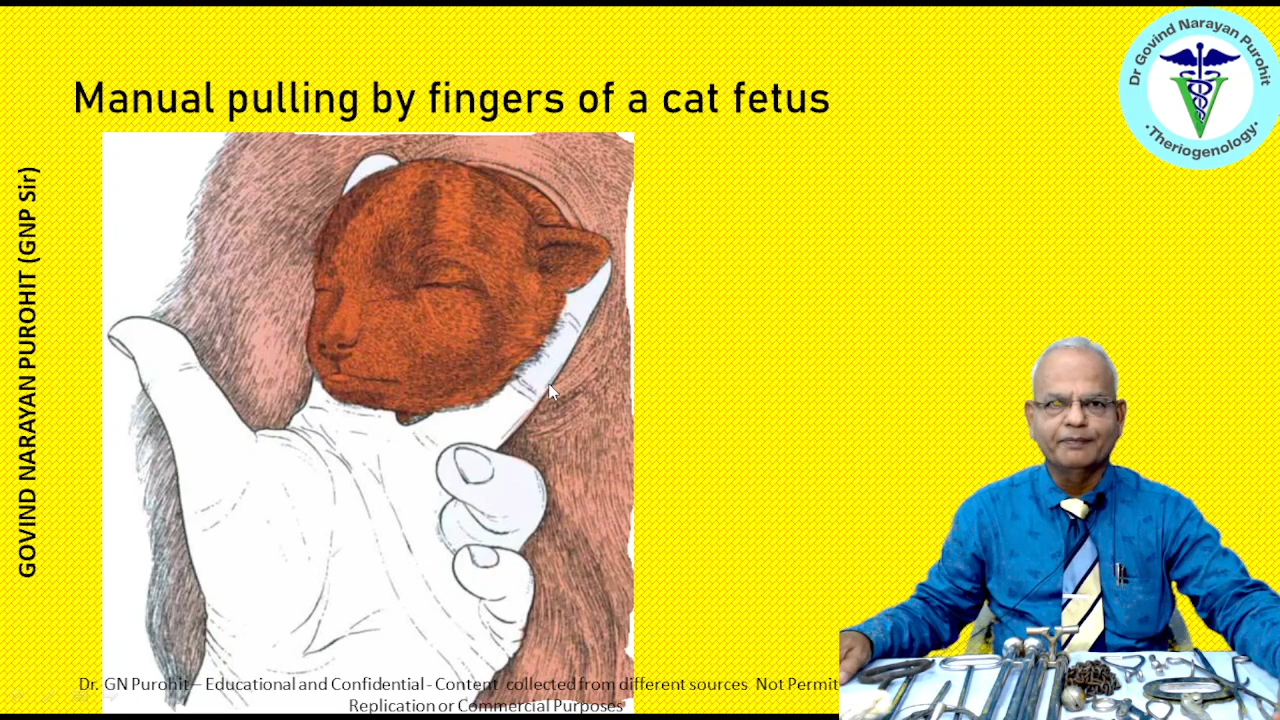 Manual pulling by fingers of a cat fetus
Dr Govind Narayan Purohit
·Theriogenology·
GOVIND NARAYAN PUROHIT (GNP Sir)
Dr. GN Purohit – Educational and Confidential - Content collected from different sources Not Permit
Replication or Commercial Purposes